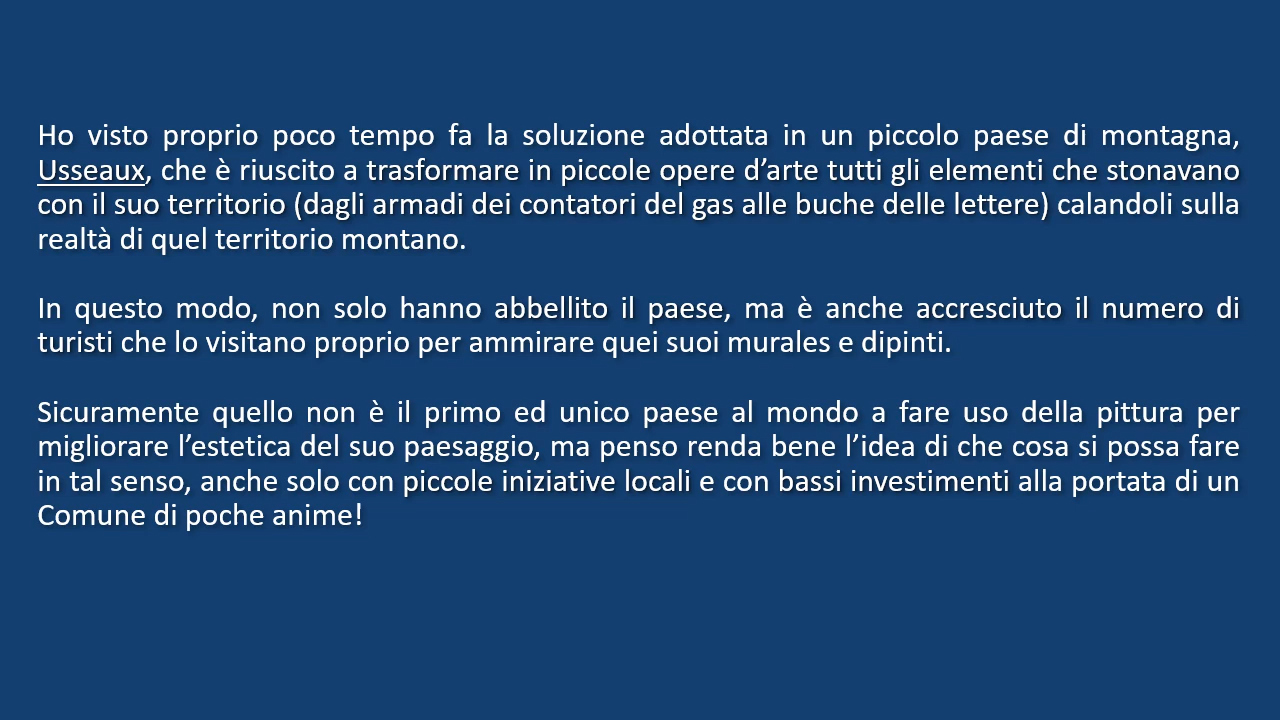 Ho visto proprio poco tempo fa la soluzione adottata in un piccolo paese di montagna,
Usseaux, che è riuscito a trasformare in piccole opere d’arte tutti gli elementi che stonavano
con il suo territorio (dagli armadi dei contatori del gas alle buche delle lettere) calandoli sulla
realtà di quel territorio montano.
In questo modo, non solo hanno abbellito il paese, ma è anche accresciuto il numero di
turisti che lo visitano proprio per ammirare quei suoi murales e dipinti.
Sicuramente quello non è il primo ed unico paese al mondo a fare uso della pittura per
migliorare l’estetica del suo paesaggio, ma penso renda bene l’idea di che cosa si possa fare
in tal senso, anche solo con piccole iniziative locali e con bassi investimenti alla portata di un
Comune di poche anime!